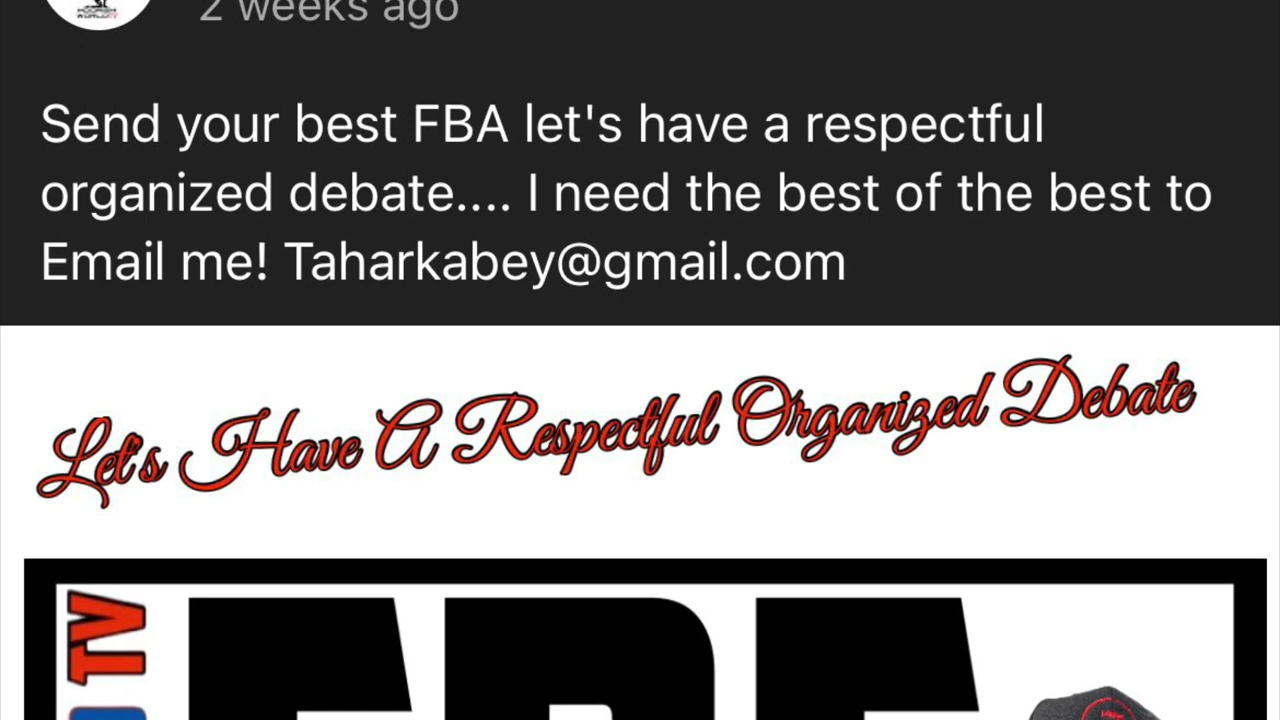 2 weeks ago
Send your best FBA let's have a respectful
organized debate.... I need the best of the best to
Email me! Taharkabey@gmail.com
Let's Have A Respectful Organized Debate
TV
FBA